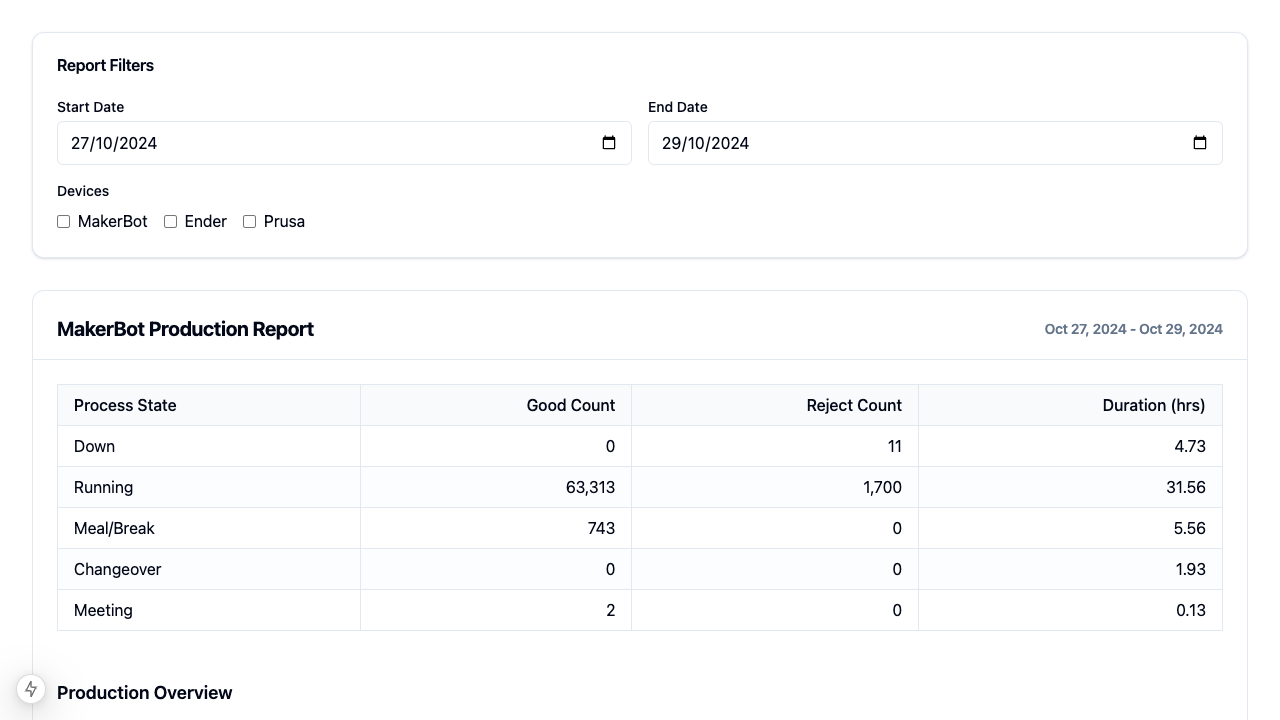 Report Filters
Start Date End Date
27/10/2024 29/10/2024
Devices
MakerBot Ender Prusa
MakerBot Production Report Oct 27, 2024 - Oct 29, 2024
Process State Good Count Reject Count Duration (hrs)
Down 0 11 4.73
Running 63,313 1,700 31.56
Meal/Break 743 0 5.56
Changeover 0 0 1.93
Meeting 2 0 0.13
Production Overview